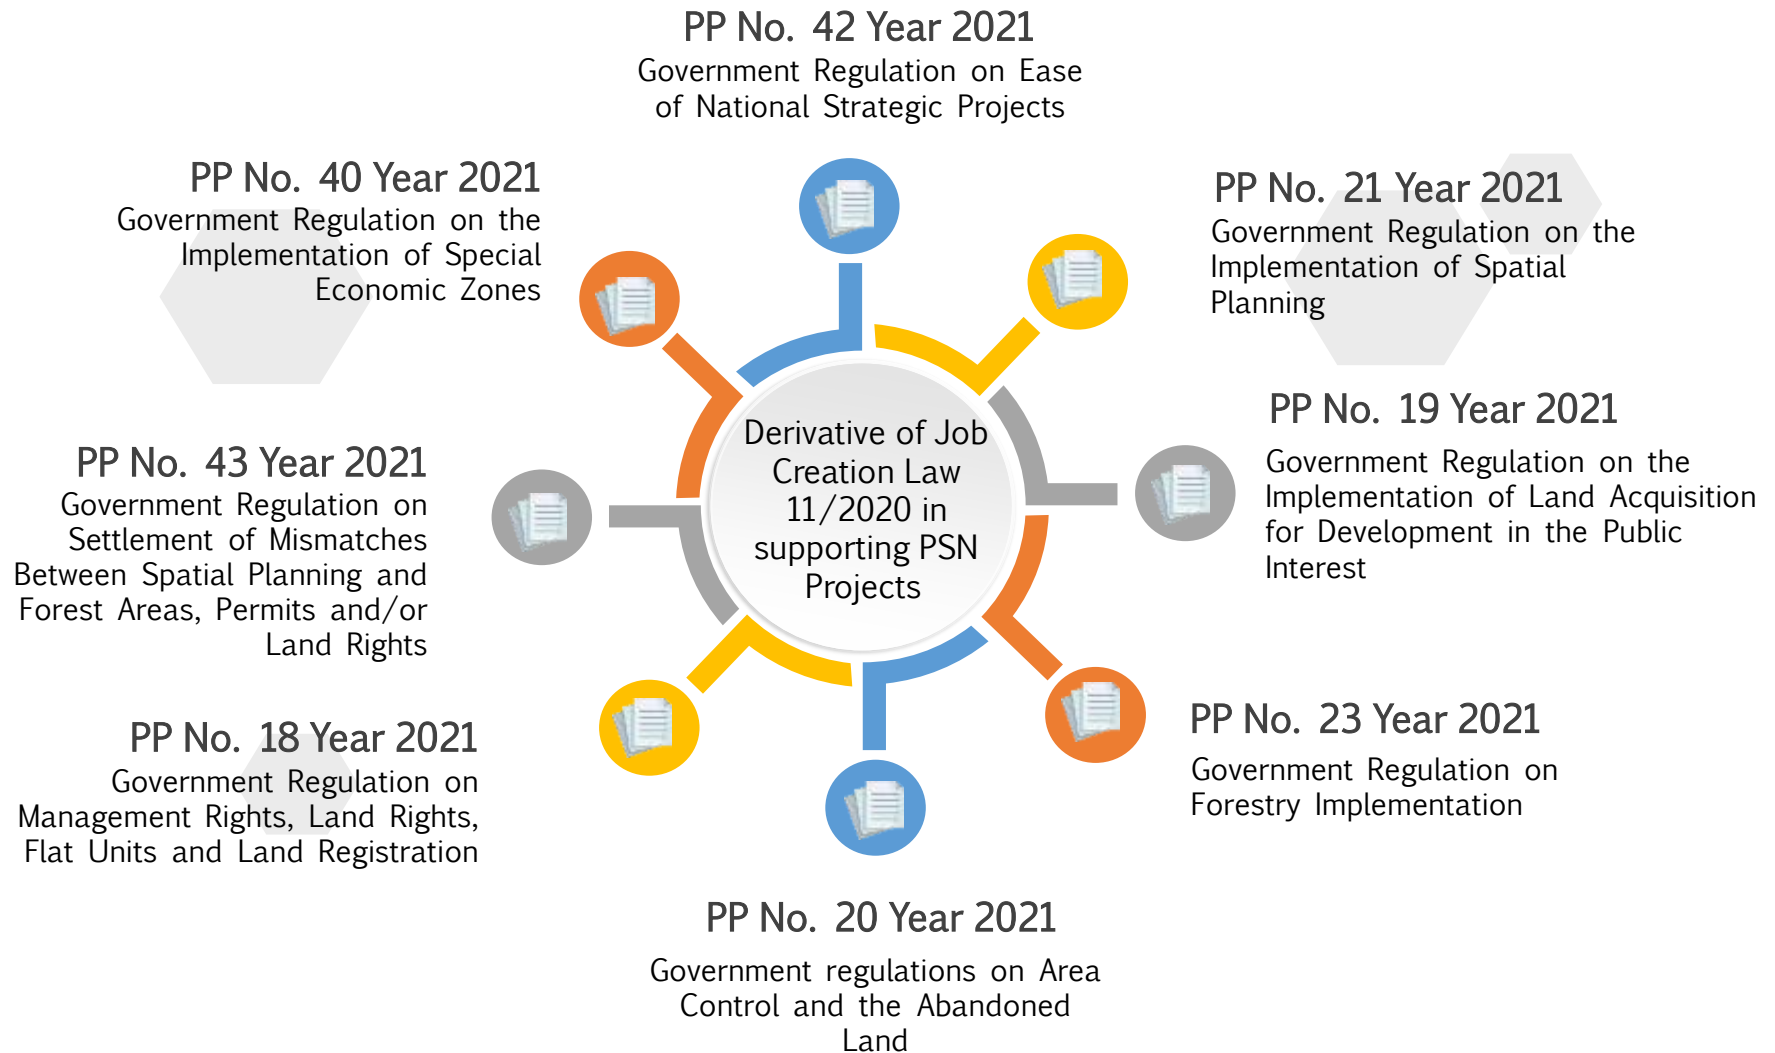 PP No. 42 Year 2021
Government Regulation on Ease
of National Strategic Projects
PP No. 40 Year 2021
Government Regulation on the
Implementation of Special
Economic Zones
PP No. 21 Year 2021
Government Regulation on the
Implementation of Spatial
Planning
PP No. 43 Year 2021
Government Regulation on
Settlement of Mismatches
Between Spatial Planning and
Forest Areas, Permits and/or
Land Rights
Derivative of Job
Creation Law
11/2020 in
supporting PSN
Projects
PP No. 19 Year 2021
Government Regulation on the
Implementation of Land Acquisition
for Development in the Public
Interest
PP No. 18 Year 2021
Government Regulation on
Management Rights, Land Rights,
Flat Units and Land Registration
PP No. 23 Year 2021
Government Regulation on
Forestry Implementation
PP No. 20 Year 2021
Government regulations on Area
Control and the Abandoned
Land